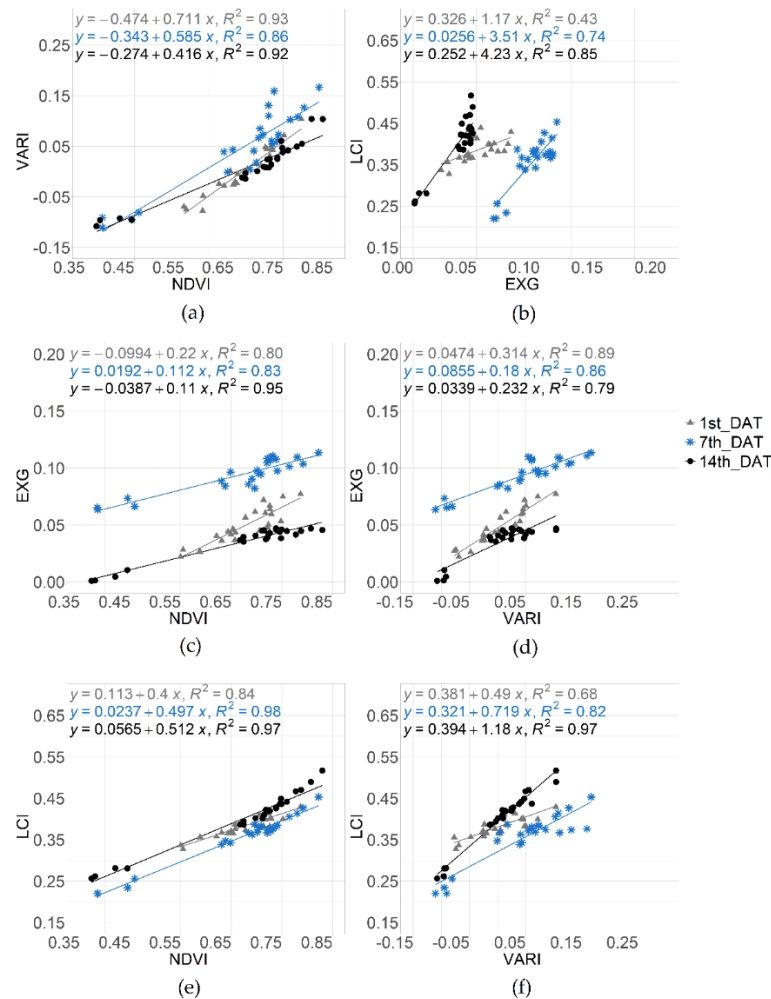 y = −0.474 + 0.711 x, R² = 0.93
y = −0.343 + 0.585 x, R² = 0.86
y = −0.274 + 0.416 x, R² = 0.92
0.25
0.15
0.05
-0.05
-0.15
VARI
0.35 0.45 0.55 0.65 0.75 0.85
NDVI
(a)
y = 0.326 + 1.17 x, R² = 0.43
y = 0.0256 + 3.51 x, R² = 0.74
y = 0.252 + 4.23 x, R² = 0.85
0.65
0.55
0.45
0.35
0.25
0.15
LCI
0.00 0.05 0.10 0.15 0.20
EXG
(b)
y = −0.0994 + 0.22 x, R² = 0.80
y = 0.0192 + 0.112 x, R² = 0.83
y = −0.0387 + 0.11 x, R² = 0.95
0.20
0.15
0.10
0.05
0.00
EXG
0.35 0.45 0.55 0.65 0.75 0.85
NDVI
(c)
y = 0.0474 + 0.314 x, R² = 0.89
y = 0.0855 + 0.18 x, R² = 0.86
y = 0.0339 + 0.232 x, R² = 0.79
0.20
0.15
0.10
0.05
0.00
EXG
-0.15 -0.05 0.05 0.15 0.25
VARI
(d)
1st_DAT
7th_DAT
14th_DAT
y = 0.113 + 0.4 x, R² = 0.84
y = 0.0237 + 0.497 x, R² = 0.98
y = 0.0565 + 0.512 x, R² = 0.97
0.65
0.55
0.45
0.35
0.25
0.15
LCI
0.35 0.45 0.55 0.65 0.75 0.85
NDVI
(e)
y = 0.381 + 0.49 x, R² = 0.68
y = 0.321 + 0.719 x, R² = 0.82
y = 0.394 + 1.18 x, R² = 0.97
0.65
0.55
0.45
0.35
0.25
0.15
LCI
-0.15 -0.05 0.05 0.15 0.25
VARI
(f)